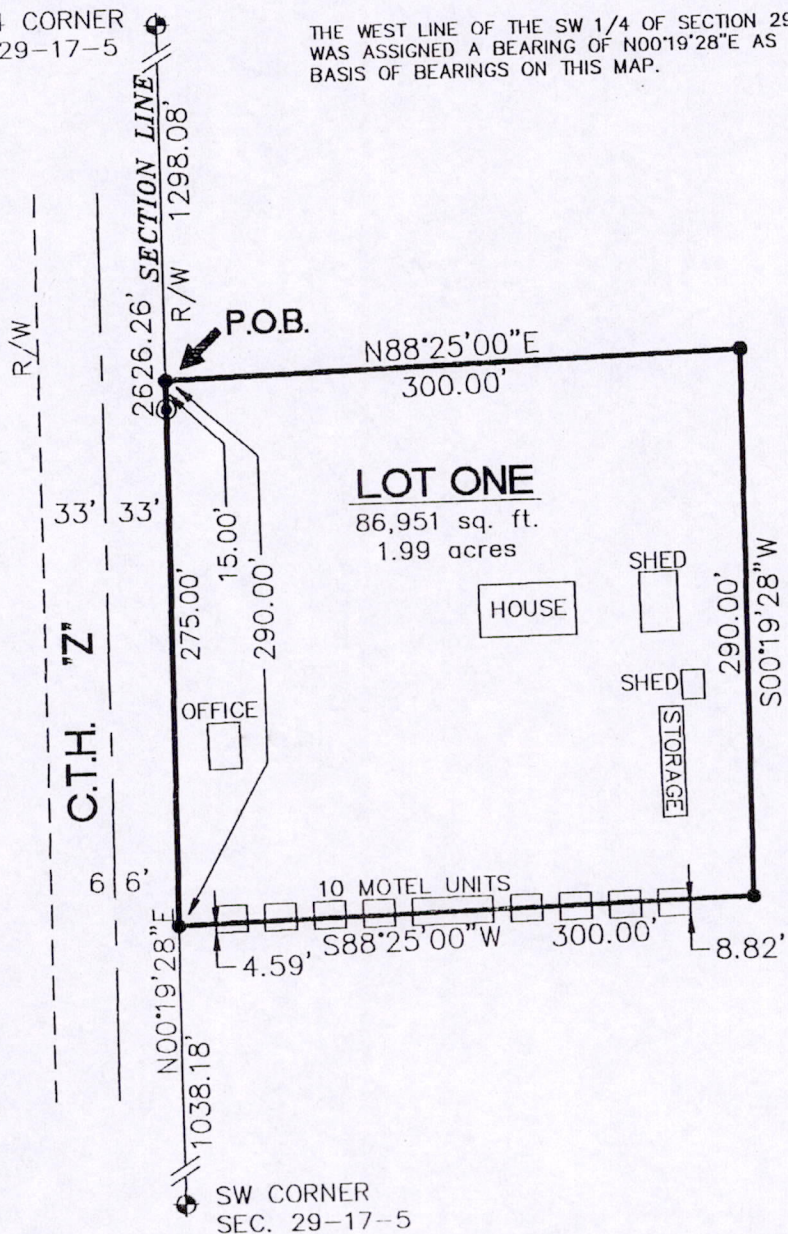 CORNER
29-17-5
THE WEST LINE OF THE SW 1/4 OF SECTION 29
WAS ASSIGNED A BEARING OF N00°19'28"E AS
BASIS OF BEARINGS ON THIS MAP.
SECTION LINE
2626.26'
R/W
1298.08'
R/W
P.O.B.
N88°25'00"E
300.00'
LOT ONE
86,951 sq. ft.
1.99 acres
33'
33'
15.00'
275.00'
290.00'
HOUSE
SHED
290.00'
S00°19'28"W
SHED
C.T.H. "Z"
OFFICE
STORAGE
6 6'
10 MOTEL UNITS
S88°25'00"W 300.00'
4.59'
8.82'
N00°19'28"E
1038.18'
SW CORNER
SEC. 29-17-5